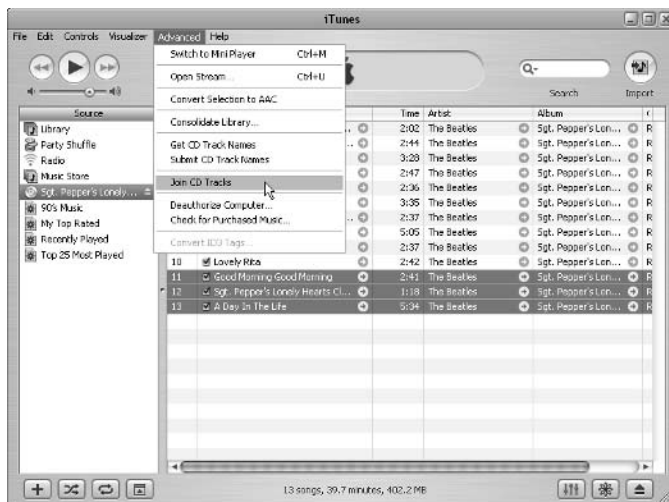 iTunes
File Edit Controls Visualizer Advanced Help
Switch to Mini Player Ctrl+M
Open Stream... Ctrl+U
Convert Selection to AAC
Consolidate Library...
Get CD Track Names
Submit CD Track Names
Join CD Tracks
Deauthorize Computer...
Check for Purchased Music...
Convert ID3 Tags...
Q-
Search
Import
Source
Library
Party Shuffle
Radio
Music Store
Sgt. Pepper's Lonely...
90's Music
My Top Rated
Recently Played
Top 25 Most Played
Time Artist Album
... 2:02 The Beatles Sgt. Pepper's Lon... R
2:44 The Beatles Sgt. Pepper's Lon... R
3:28 The Beatles Sgt. Pepper's Lon... R
2:47 The Beatles Sgt. Pepper's Lon... R
2:36 The Beatles Sgt. Pepper's Lon... R
3:35 The Beatles Sgt. Pepper's Lon... R
... 2:37 The Beatles Sgt. Pepper's Lon... R
5:05 The Beatles Sgt. Pepper's Lon... R
2:37 The Beatles Sgt. Pepper's Lon... R
10 Lovely Rita 2:42 The Beatles Sgt. Pepper's Lon... R
11 Good Morning Good Morning 2:41 The Beatles Sgt. Pepper's Lon... R
12 Sgt. Pepper's Lonely Hearts Cl... 1:18 The Beatles Sgt. Pepper's Lon... R
13 A Day In The Life 5:34 The Beatles Sgt. Pepper's Lon... R
13 songs, 39.7 minutes, 402.2 MB